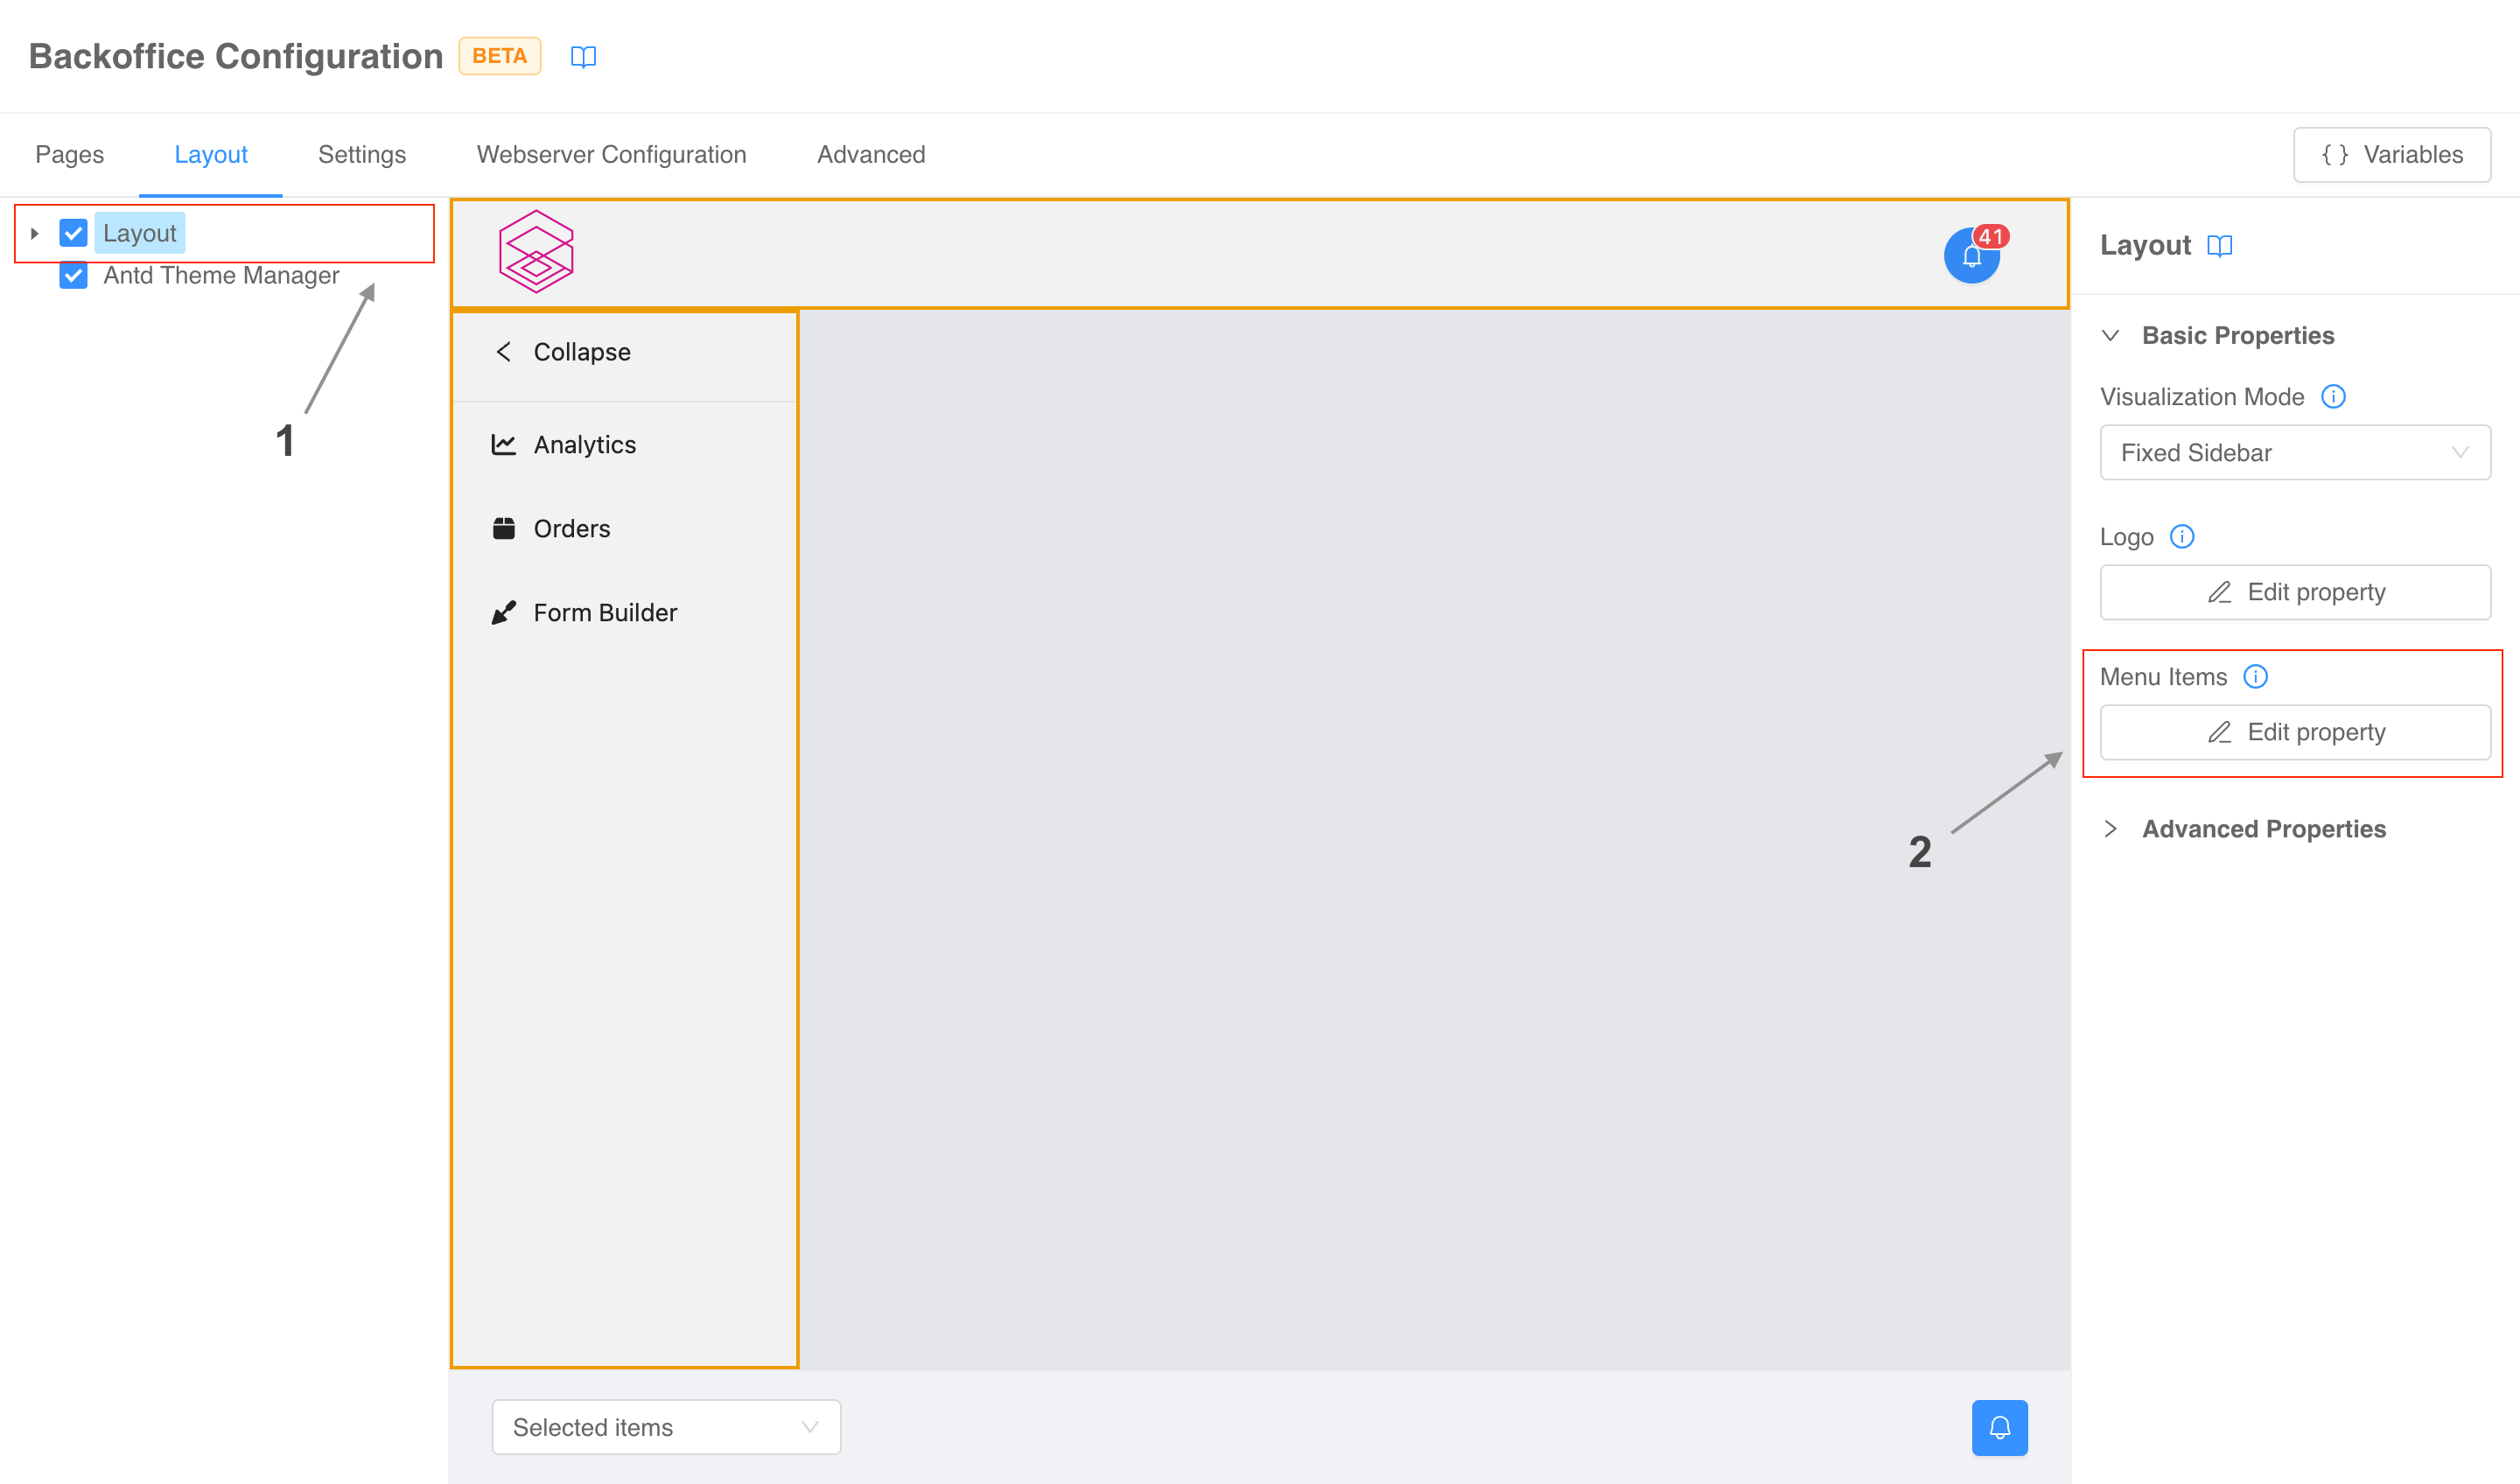 Backoffice Configuration BETA
Pages Layout Settings Webserver Configuration Advanced { } Variables
Layout
Antd Theme Manager
1
41
Collapse
Analytics
Orders
Form Builder
Selected items
2
Layout
Basic Properties
Visualization Mode
Fixed Sidebar
Logo
Edit property
Menu Items
Edit property
Advanced Properties